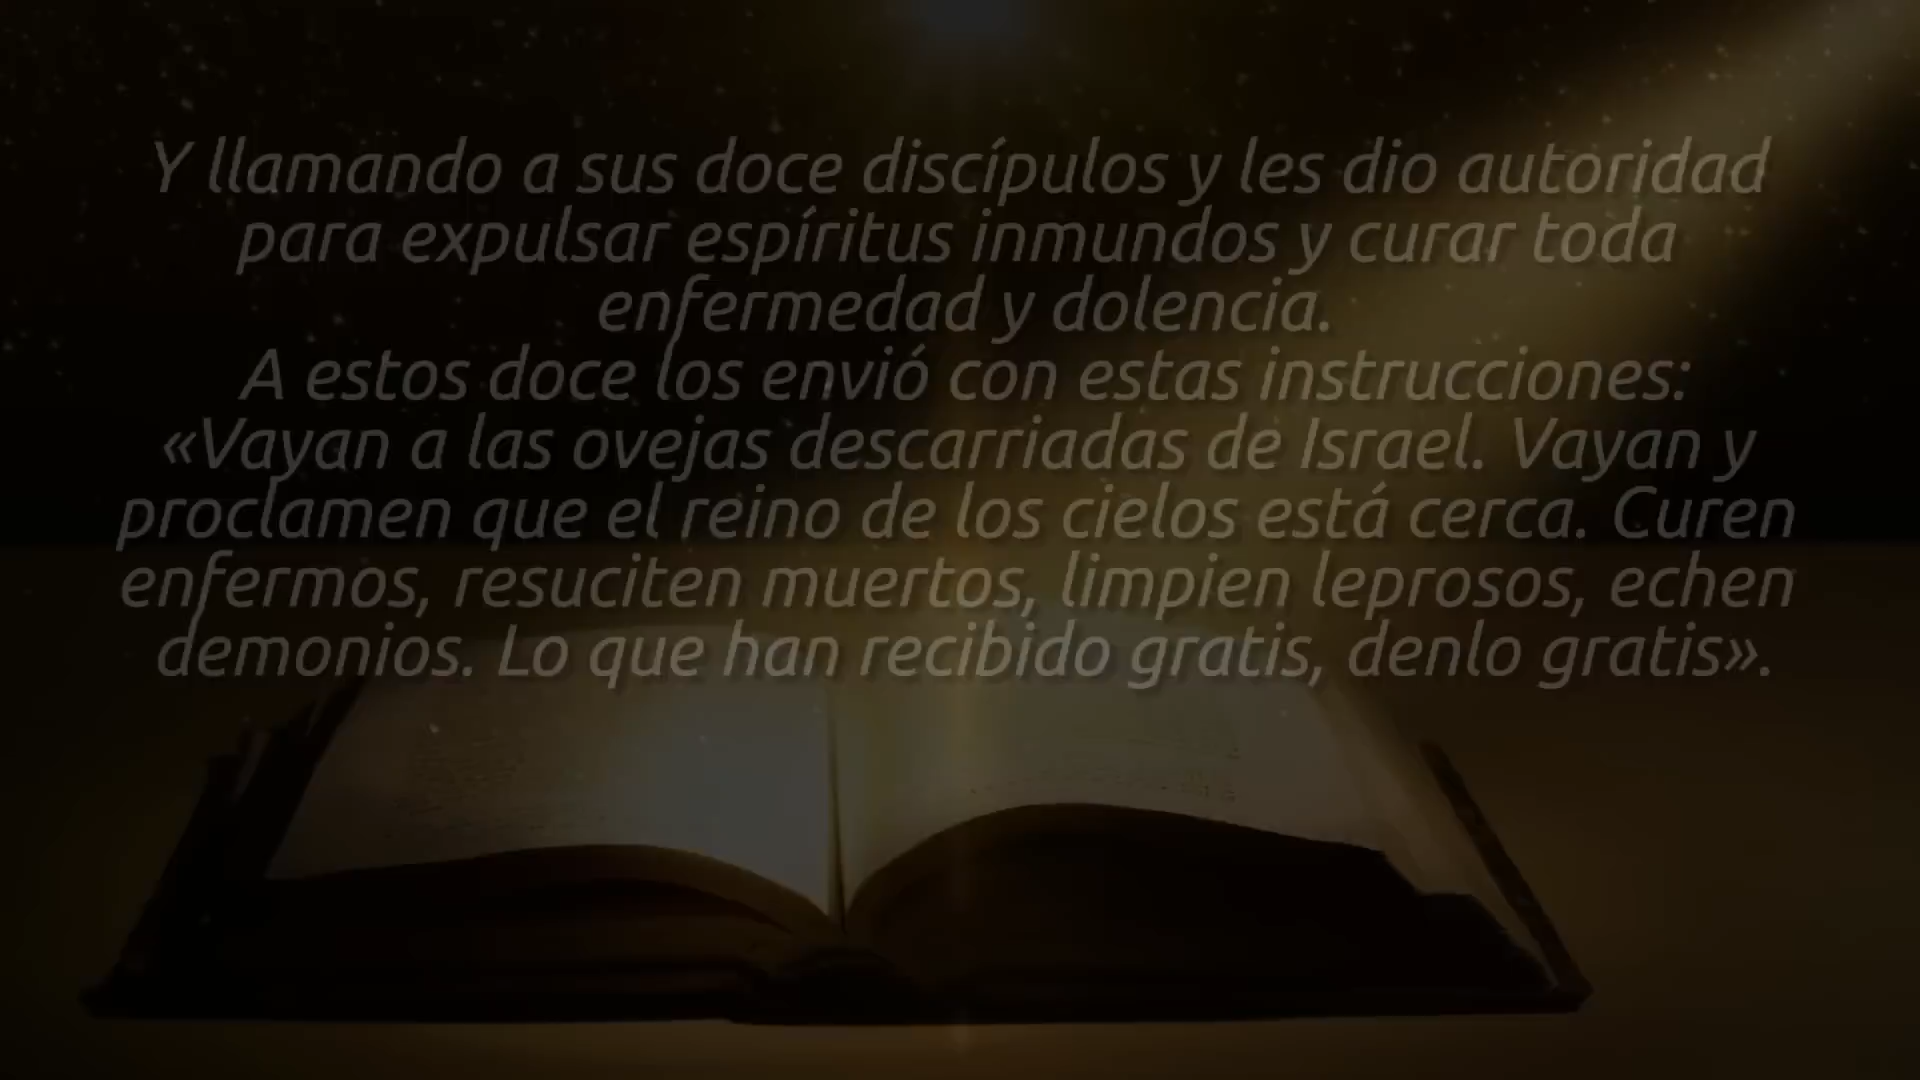 Y llamando a sus doce discípulos y les dio autoridad
para expulsar espíritus inmundos y curar toda
enfermedad y dolencia.
A estos doce los envió con estas instrucciones:
«Vayan a las ovejas descarriadas de Israel. Vayan y
proclamen que el reino de los cielos está cerca. Curen
enfermos, resuciten muertos, limpien leprosos, echen
demonios. Lo que han recibido gratis, denlo gratis».